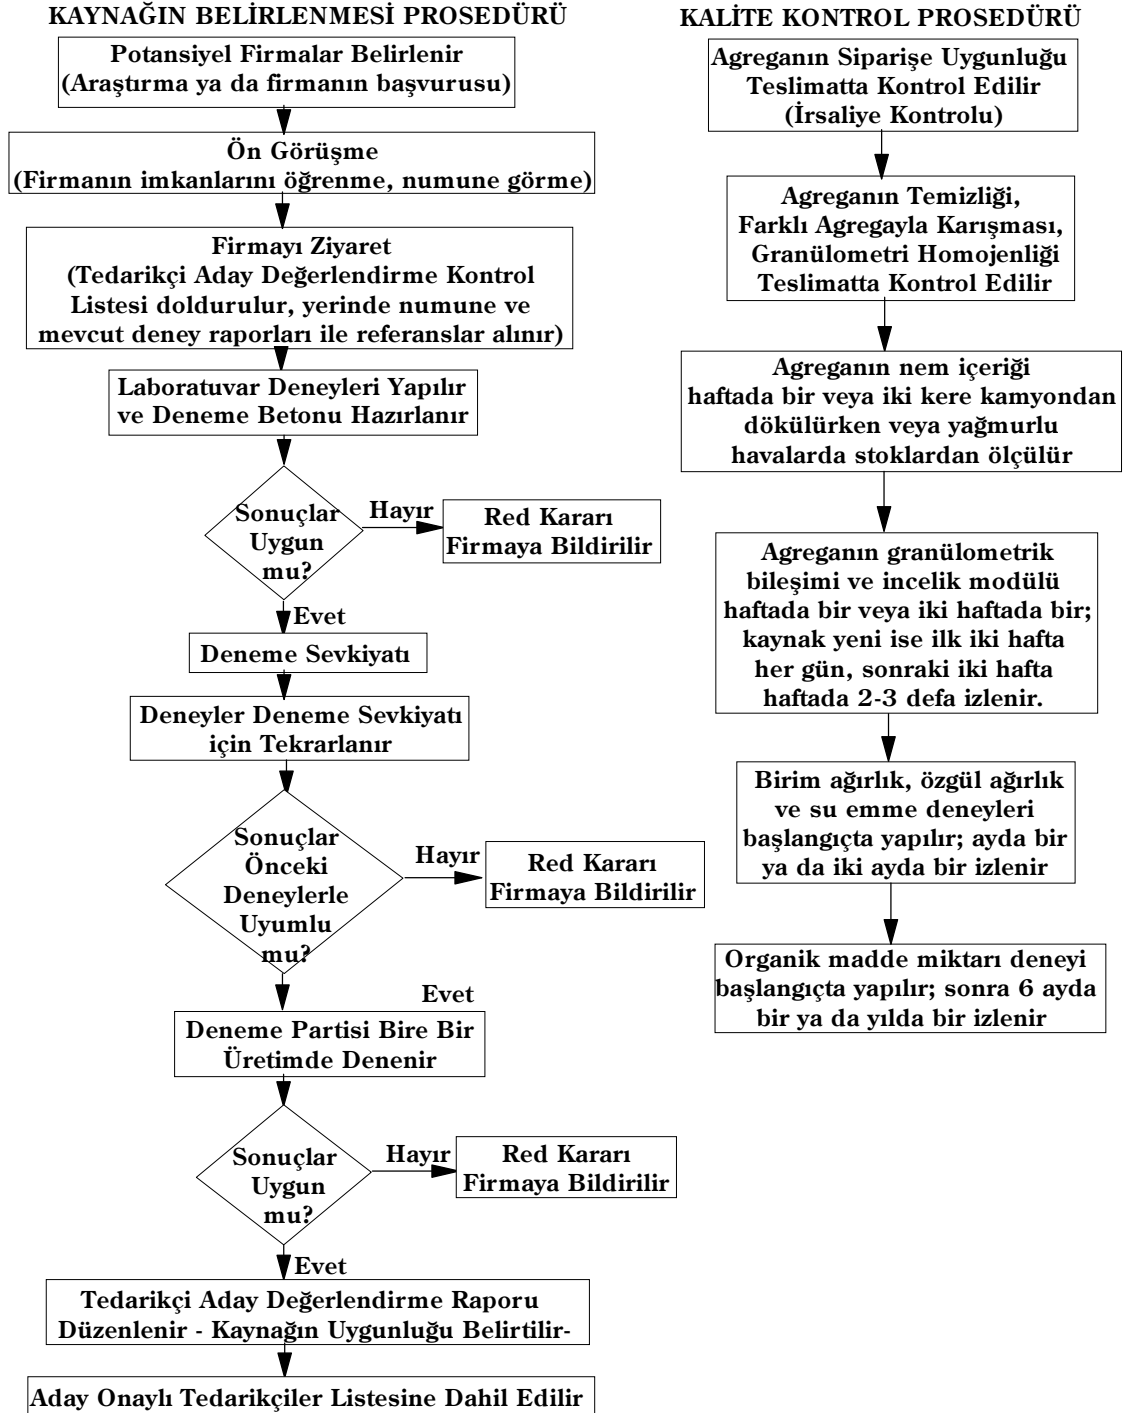 KAYNAĞIN BELİRLENMESİ PROSEDÜRÜ
Potansiyel Firmalar Belirlenir
(Araştırma ya da firmanın başvurusu)
Ön Görüşme
(Firmanın imkanlarını öğrenme, numune görme)
Firmayı Ziyaret
(Tedarikçi Aday Değerlendirme Kontrol
Listesi doldurulur, yerinde numune ve
mevcut deney raporları ile referanslar alınır)
Laboratuvar Deneyleri Yapılır
ve Deneme Betonu Hazırlanır
Sonuçlar
Uygun
mu?
Hayır
Red Kararı
Firmaya Bildirilir
Evet
Deneme Sevkiyatı
Deneyler Deneme Sevkiyatı
için Tekrarlanır
Sonuçlar
Önceki
Deneylerle
Uyumlu
mu?
Hayır
Red Kararı
Firmaya Bildirilir
Evet
Deneme Partisi Bire Bir
Üretimde Denenir
Sonuçlar
Uygun
mu?
Hayır
Red Kararı
Firmaya Bildirilir
Evet
Tedarikçi Aday Değerlendirme Raporu
Düzenlenir - Kaynağın Uygunluğu Belirtilir-
Aday Onaylı Tedarikçiler Listesine Dahil Edilir
KALİTE KONTROL PROSEDÜRÜ
Agreganın Siparişe Uygunluğu
Teslimatta Kontrol Edilir
(İrsaliye Kontrolu)
Agreganın Temizliği,
Farklı Agregayla Karışması,
Granülometri Homojenliği
Teslimatta Kontrol Edilir
Agreganın nem içeriği
haftada bir veya iki kere kamyondan
dökülürken veya yağmurlu
havalarda stoklardan ölçülür
Agreganın granülometrik
bileşimi ve incelik modülü
haftada bir veya iki haftada bir;
kaynak yeni ise ilk iki hafta
her gün, sonraki iki hafta
haftada 2-3 defa izlenir.
Birim ağırlık, özgül ağırlık
ve su emme deneyleri
başlangıçta yapılır; ayda bir
ya da iki ayda bir izlenir
Organik madde miktarı deneyi
başlangıçta yapılır; sonra 6 ayda
bir ya da yılda bir izlenir